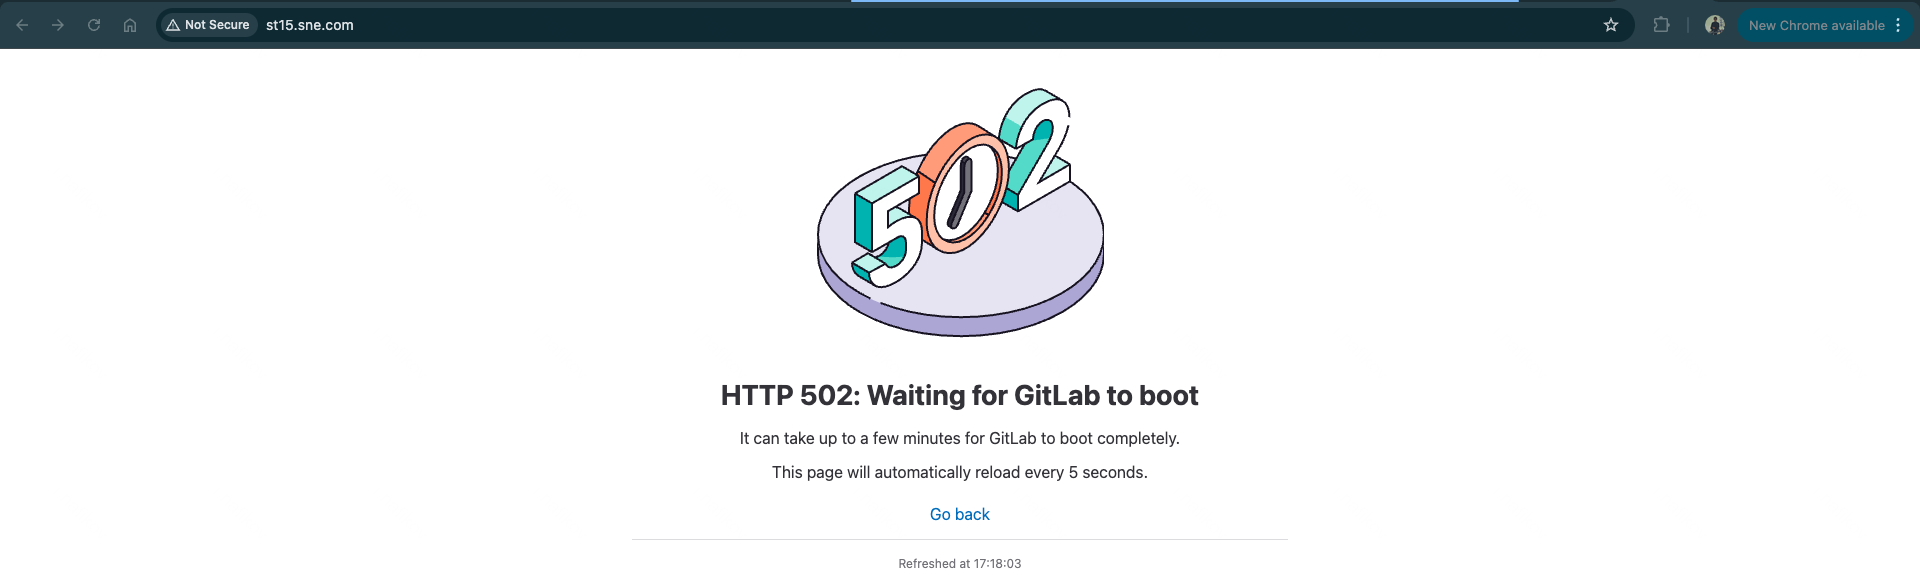 Not Secure st15.sne.com New Chrome available
502
HTTP 502: Waiting for GitLab to boot
It can take up to a few minutes for GitLab to boot completely.
This page will automatically reload every 5 seconds.
Go back
Refreshed at 17:18:03